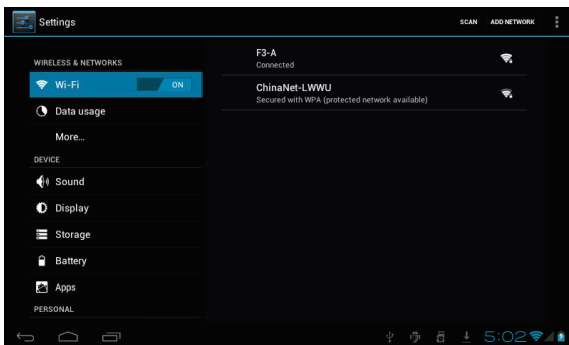 Settings
SCAN
ADD NETWORK
WIRELESS & NETWORKS
Wi-Fi
ON
Data usage
More...
DEVICE
Sound
Display
Storage
Battery
Apps
PERSONAL
F3-A
Connected
ChinaNet-LWWU
Secured with WPA (protected network available)
5:02